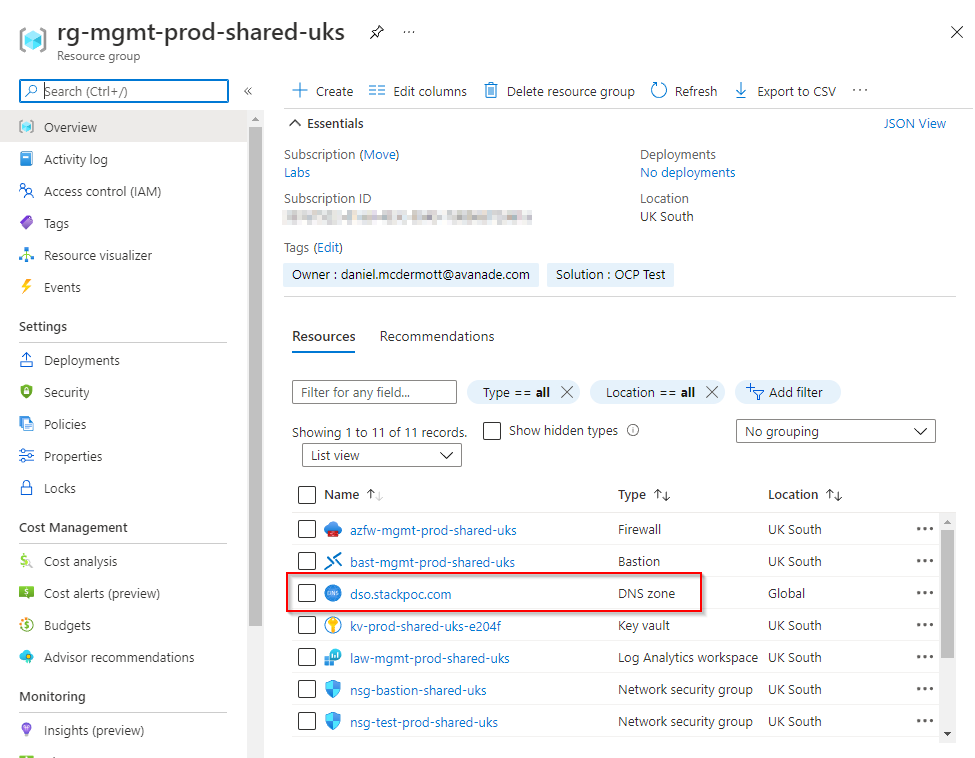 rg-mgmt-prod-shared-uks
Resource group
Search (Ctrl+/)
Overview
Activity log
Access control (IAM)
Tags
Resource visualizer
Events
Settings
Deployments
Security
Policies
Properties
Locks
Cost Management
Cost analysis
Cost alerts (preview)
Budgets
Advisor recommendations
Monitoring
Insights (preview)
Create Edit columns Delete resource group Refresh Export to CSV
Essentials JSON View
Subscription (Move) Deployments
Labs No deployments
Subscription ID Location
UK South
Tags (Edit)
Owner : daniel.mcdermott@avanade.com Solution : OCP Test
Resources Recommendations
Filter for any field... Type == all Location == all Add filter
Showing 1 to 11 of 11 records. Show hidden types No grouping
List view
Name Type Location
azfw-mgmt-prod-shared-uks Firewall UK South
bast-mgmt-prod-shared-uks Bastion UK South
dso.stackpoc.com DNS zone Global
kv-prod-shared-uks-e204f Key vault UK South
law-mgmt-prod-shared-uks Log Analytics workspace UK South
nsg-bastion-shared-uks Network security group UK South
nsg-test-prod-shared-uks Network security group UK South